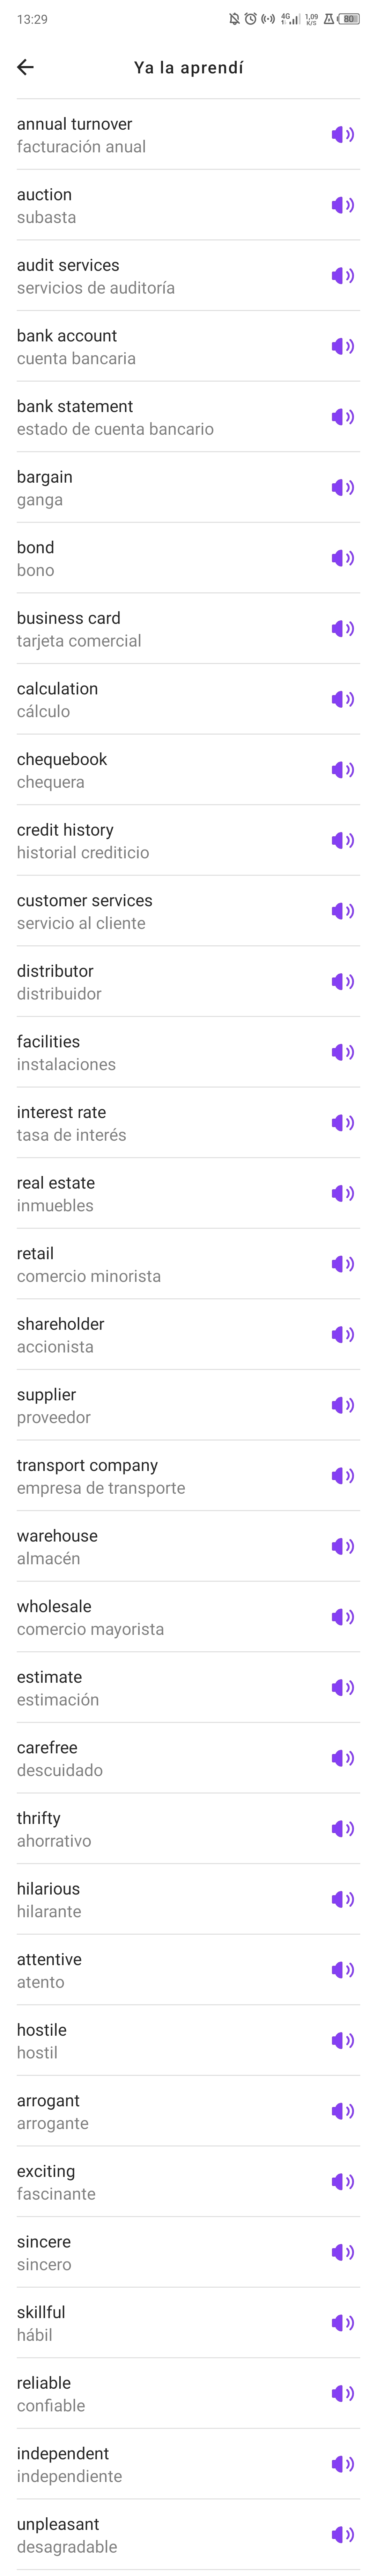 13:29
4G
1,09
K/S
80
Ya la aprendí
annual turnover
facturación anual
auction
subasta
audit services
servicios de auditoría
bank account
cuenta bancaria
bank statement
estado de cuenta bancario
bargain
ganga
bond
bono
business card
tarjeta comercial
calculation
cálculo
chequebook
chequera
credit history
historial crediticio
customer services
servicio al cliente
distributor
distribuidor
facilities
instalaciones
interest rate
tasa de interés
real estate
inmuebles
retail
comercio minorista
shareholder
accionista
supplier
proveedor
transport company
empresa de transporte
warehouse
almacén
wholesale
comercio mayorista
estimate
estimación
carefree
descuidado
thrifty
ahorrativo
hilarious
hilarante
attentive
atento
hostile
hostil
arrogant
arrogante
exciting
fascinante
sincere
sincero
skillful
hábil
reliable
confiable
independent
independiente
unpleasant
desagradable